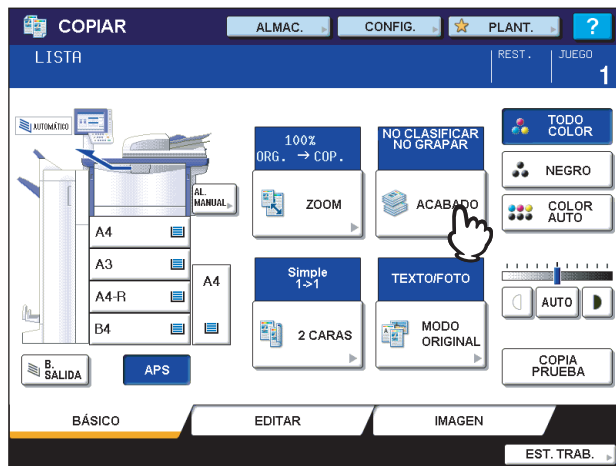 COPIAR
ALMAC.
CONFIG.
PLANT.
?
LISTA
REST.
JUEGO
1
AUTOMÁTICO
AL.
MANUAL
A4
A3
A4-R
B4
A4
B.
SALIDA
APS
100%
ORG. → COP.
ZOOM
NO CLASIFICAR
NO GRAPAR
ACABADO
Simple
1->1
2 CARAS
TEXTO/FOTO
MODO
ORIGINAL
TODO
COLOR
NEGRO
COLOR
AUTO
AUTO
COPIA
PRUEBA
BÁSICO
EDITAR
IMAGEN
EST. TRAB.